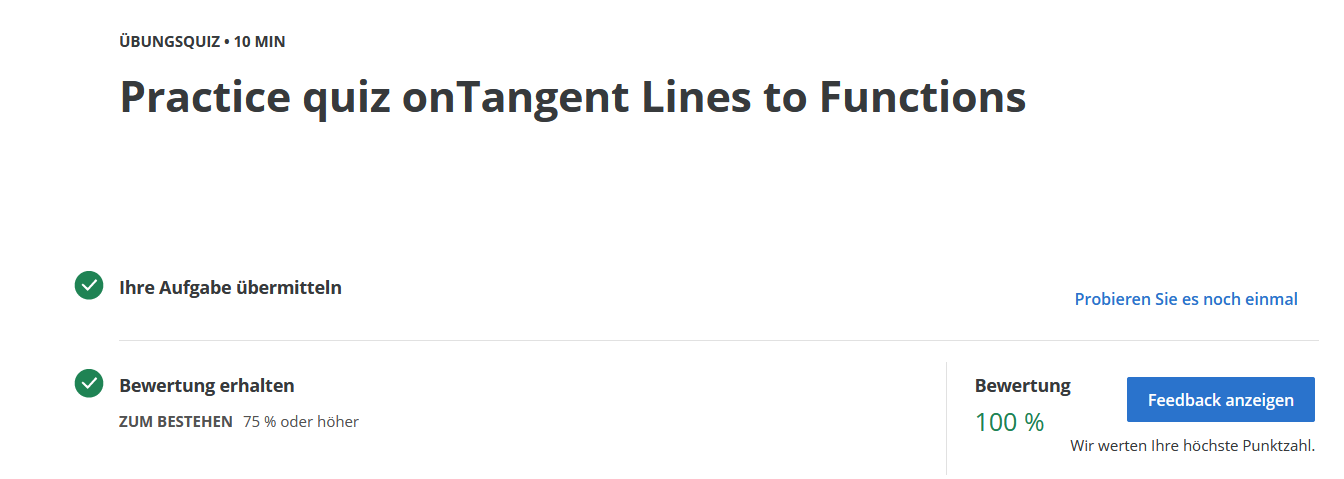 ÜBUNGSQUIZ • 10 MIN
Practice quiz onTangent Lines to Functions
Ihre Aufgabe übermitteln
Probieren Sie es noch einmal
Bewertung erhalten
ZUM BESTEHEN 75 % oder höher
Bewertung
100 %
Feedback anzeigen
Wir werten Ihre höchste Punktzahl.